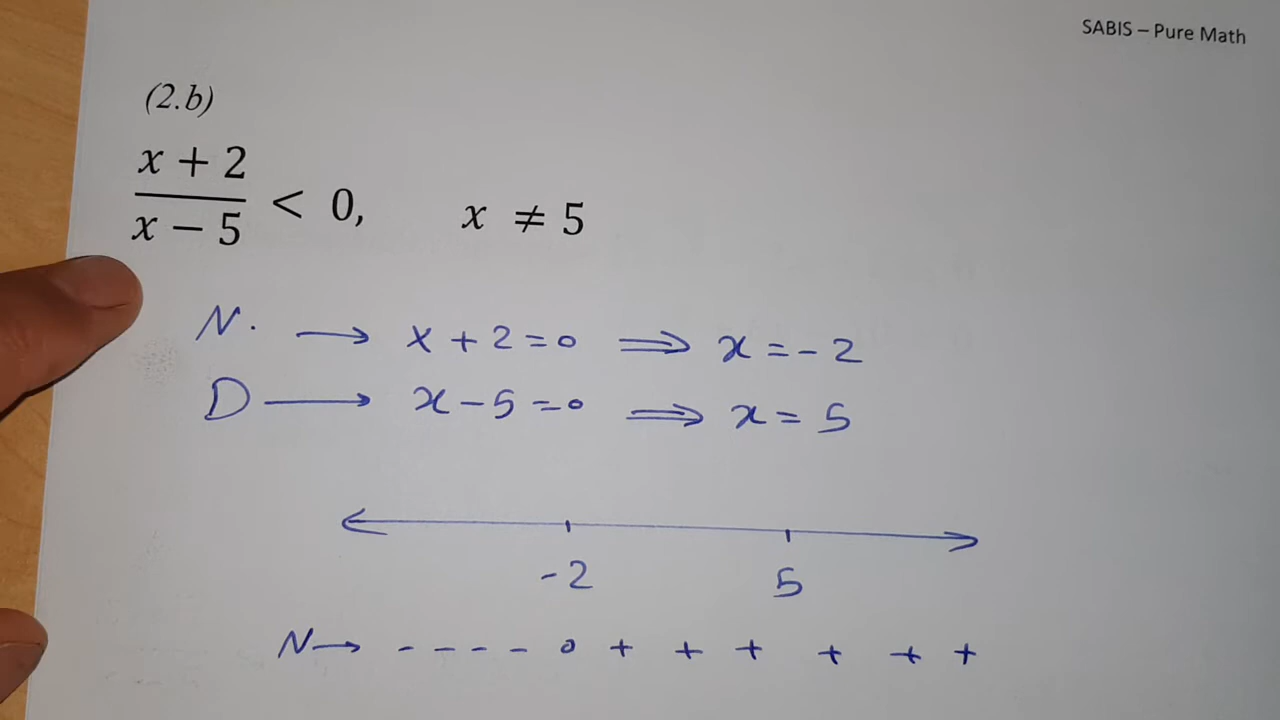 SABIS – Pure Math
(2.b)
x + 2
x − 5
< 0, x ≠ 5
N. → x + 2 = 0 ⟹ x = - 2
D → x - 5 = 0 ⟹ x = 5
-2 5
N → - - - - 0 + + + + + +